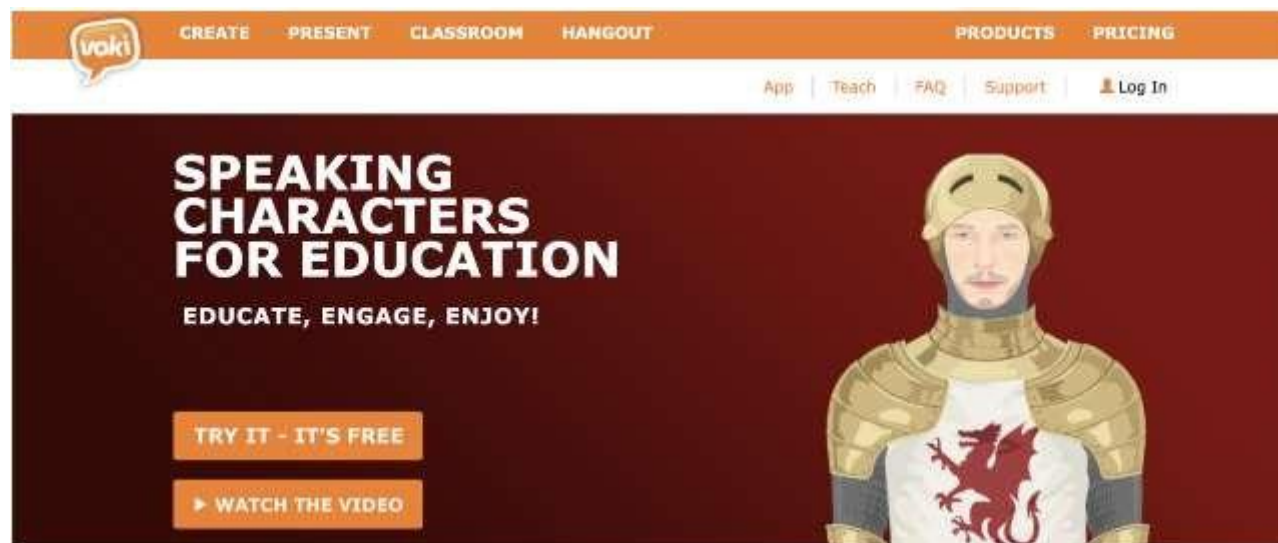 voki
CREATE PRESENT CLASSROOM HANGOUT PRODUCTS PRICING
App Teach FAQ Support Log In
SPEAKING
CHARACTERS
FOR EDUCATION
EDUCATE, ENGAGE, ENJOY!
TRY IT - IT'S FREE
WATCH THE VIDEO